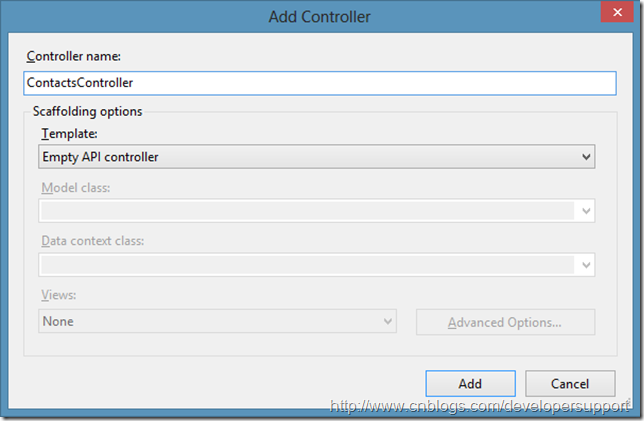 Add Controller
Controller name:
ContactsController
Scaffolding options
Template:
Empty API controller
Model class:
Data context class:
Views:
None
Advanced Options...
Add
Cancel
http://www.cnblogs.com/developersupport